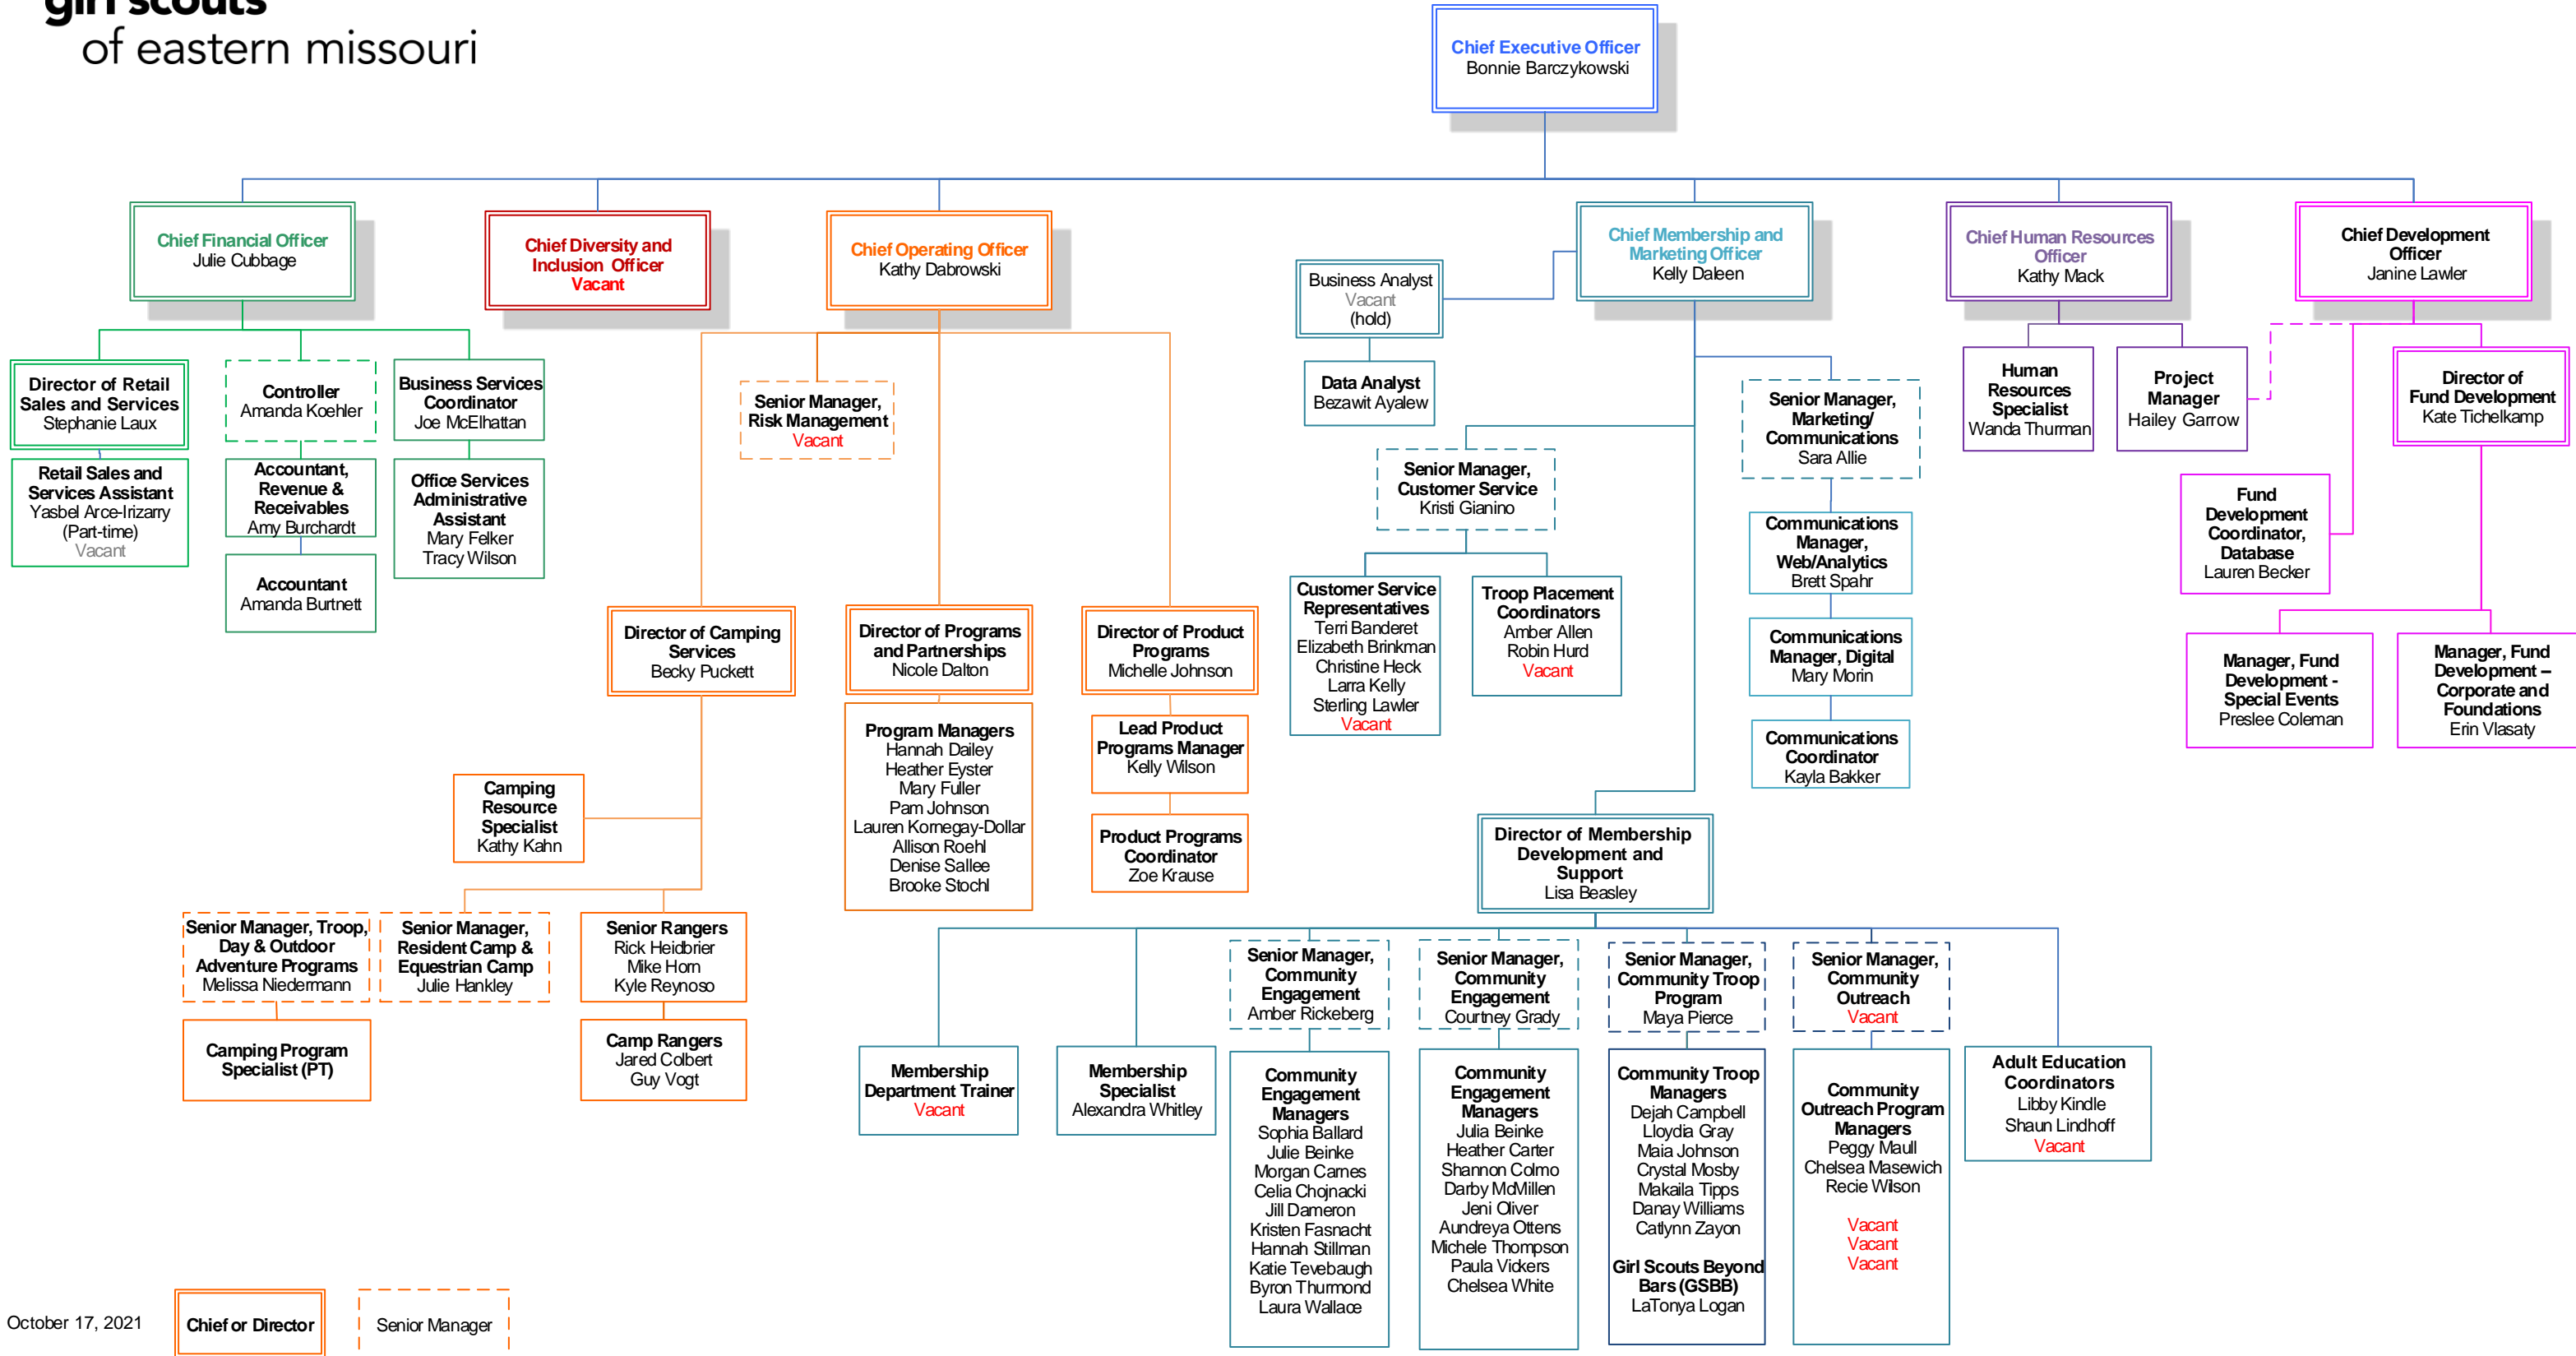 girl scouts
of eastern missouri
Chief Executive Officer
Bonnie Barczykowski
Chief Financial Officer
Julie Cubbage
Chief Diversity and
Inclusion Officer
Vacant
Chief Operating Officer
Kathy Dabrowski
Chief Membership and
Marketing Officer
Kelly Daleen
Chief Human Resources
Officer
Kathy Mack
Chief Development
Officer
Janine Lawler
Business Analyst
Vacant
(hold)
Data Analyst
Bezawit Ayalew
Director of Retail
Sales and Services
Stephanie Laux
Controller
Amanda Koehler
Business Services
Coordinator
Joe McElhattan
Retail Sales and
Services Assistant
Yasbel Arce-Irizarry
(Part-time)
Vacant
Accountant,
Revenue &
Receivables
Amy Burchardt
Office Services
Administrative
Assistant
Mary Felker
Tracy Wilson
Accountant
Amanda Burtnett
Senior Manager,
Risk Management
Vacant
Senior Manager,
Marketing/
Communications
Sara Allie
Human
Resources
Specialist
Wanda Thurman
Project
Manager
Hailey Garrow
Director of
Fund Development
Kate Tichelkamp
Senior Manager,
Customer Service
Kristi Gianino
Communications
Manager,
Web/Analytics
Brett Spahr
Fund
Development
Coordinator,
Database
Lauren Becker
Customer Service
Representatives
Terri Banderet
Elizabeth Brinkman
Christine Heck
Larra Kelly
Sterling Lawler
Vacant
Troop Placement
Coordinators
Amber Allen
Robin Hurd
Vacant
Communications
Manager, Digital
Mary Morin
Communications
Coordinator
Kayla Bakker
Manager, Fund
Development -
Special Events
Preslee Coleman
Manager, Fund
Development –
Corporate and
Foundations
Erin Vlasaty
Director of Camping
Services
Becky Puckett
Director of Programs
and Partnerships
Nicole Dalton
Director of Product
Programs
Michelle Johnson
Program Managers
Hannah Dailey
Heather Eyster
Mary Fuller
Pam Johnson
Lauren Kornegay-Dollar
Allison Roehl
Denise Sallee
Brooke Stochl
Lead Product
Programs Manager
Kelly Wilson
Product Programs
Coordinator
Zoe Krause
Camping
Resource
Specialist
Kathy Kahn
Director of Membership
Development and
Support
Lisa Beasley
Senior Manager, Troop,
Day & Outdoor
Adventure Programs
Melissa Niedermann
Senior Manager,
Resident Camp &
Equestrian Camp
Julie Hankley
Senior Rangers
Rick Heidbrier
Mike Horn
Kyle Reynoso
Camping Program
Specialist (PT)
Camp Rangers
Jared Colbert
Guy Vogt
Senior Manager,
Community
Engagement
Amber Rickeberg
Senior Manager,
Community
Engagement
Courtney Grady
Senior Manager,
Community Troop
Program
Maya Pierce
Senior Manager,
Community
Outreach
Vacant
Membership
Department Trainer
Vacant
Membership
Specialist
Alexandra Whitley
Community
Engagement
Managers
Sophia Ballard
Julie Beinke
Morgan Carnes
Celia Chojnacki
Jill Dameron
Kristen Fasnacht
Hannah Stillman
Katie Tevebaugh
Byron Thurmond
Laura Wallace
Community
Engagement
Managers
Julia Beinke
Heather Carter
Shannon Colmo
Darby McMillen
Jeni Oliver
Aundreya Ottens
Michele Thompson
Paula Vickers
Chelsea White
Community Troop
Managers
Dejah Campbell
Lloydia Gray
Maia Johnson
Crystal Mosby
Makaila Tipps
Danay Williams
Catlynn Zayon
Girl Scouts Beyond
Bars (GSBB)
LaTonya Logan
Community
Outreach Program
Managers
Peggy Maull
Chelsea Masewich
Recie Wilson
Vacant
Vacant
Vacant
Adult Education
Coordinators
Libby Kindle
Shaun Lindhoff
Vacant
October 17, 2021
Chief or Director
Senior Manager